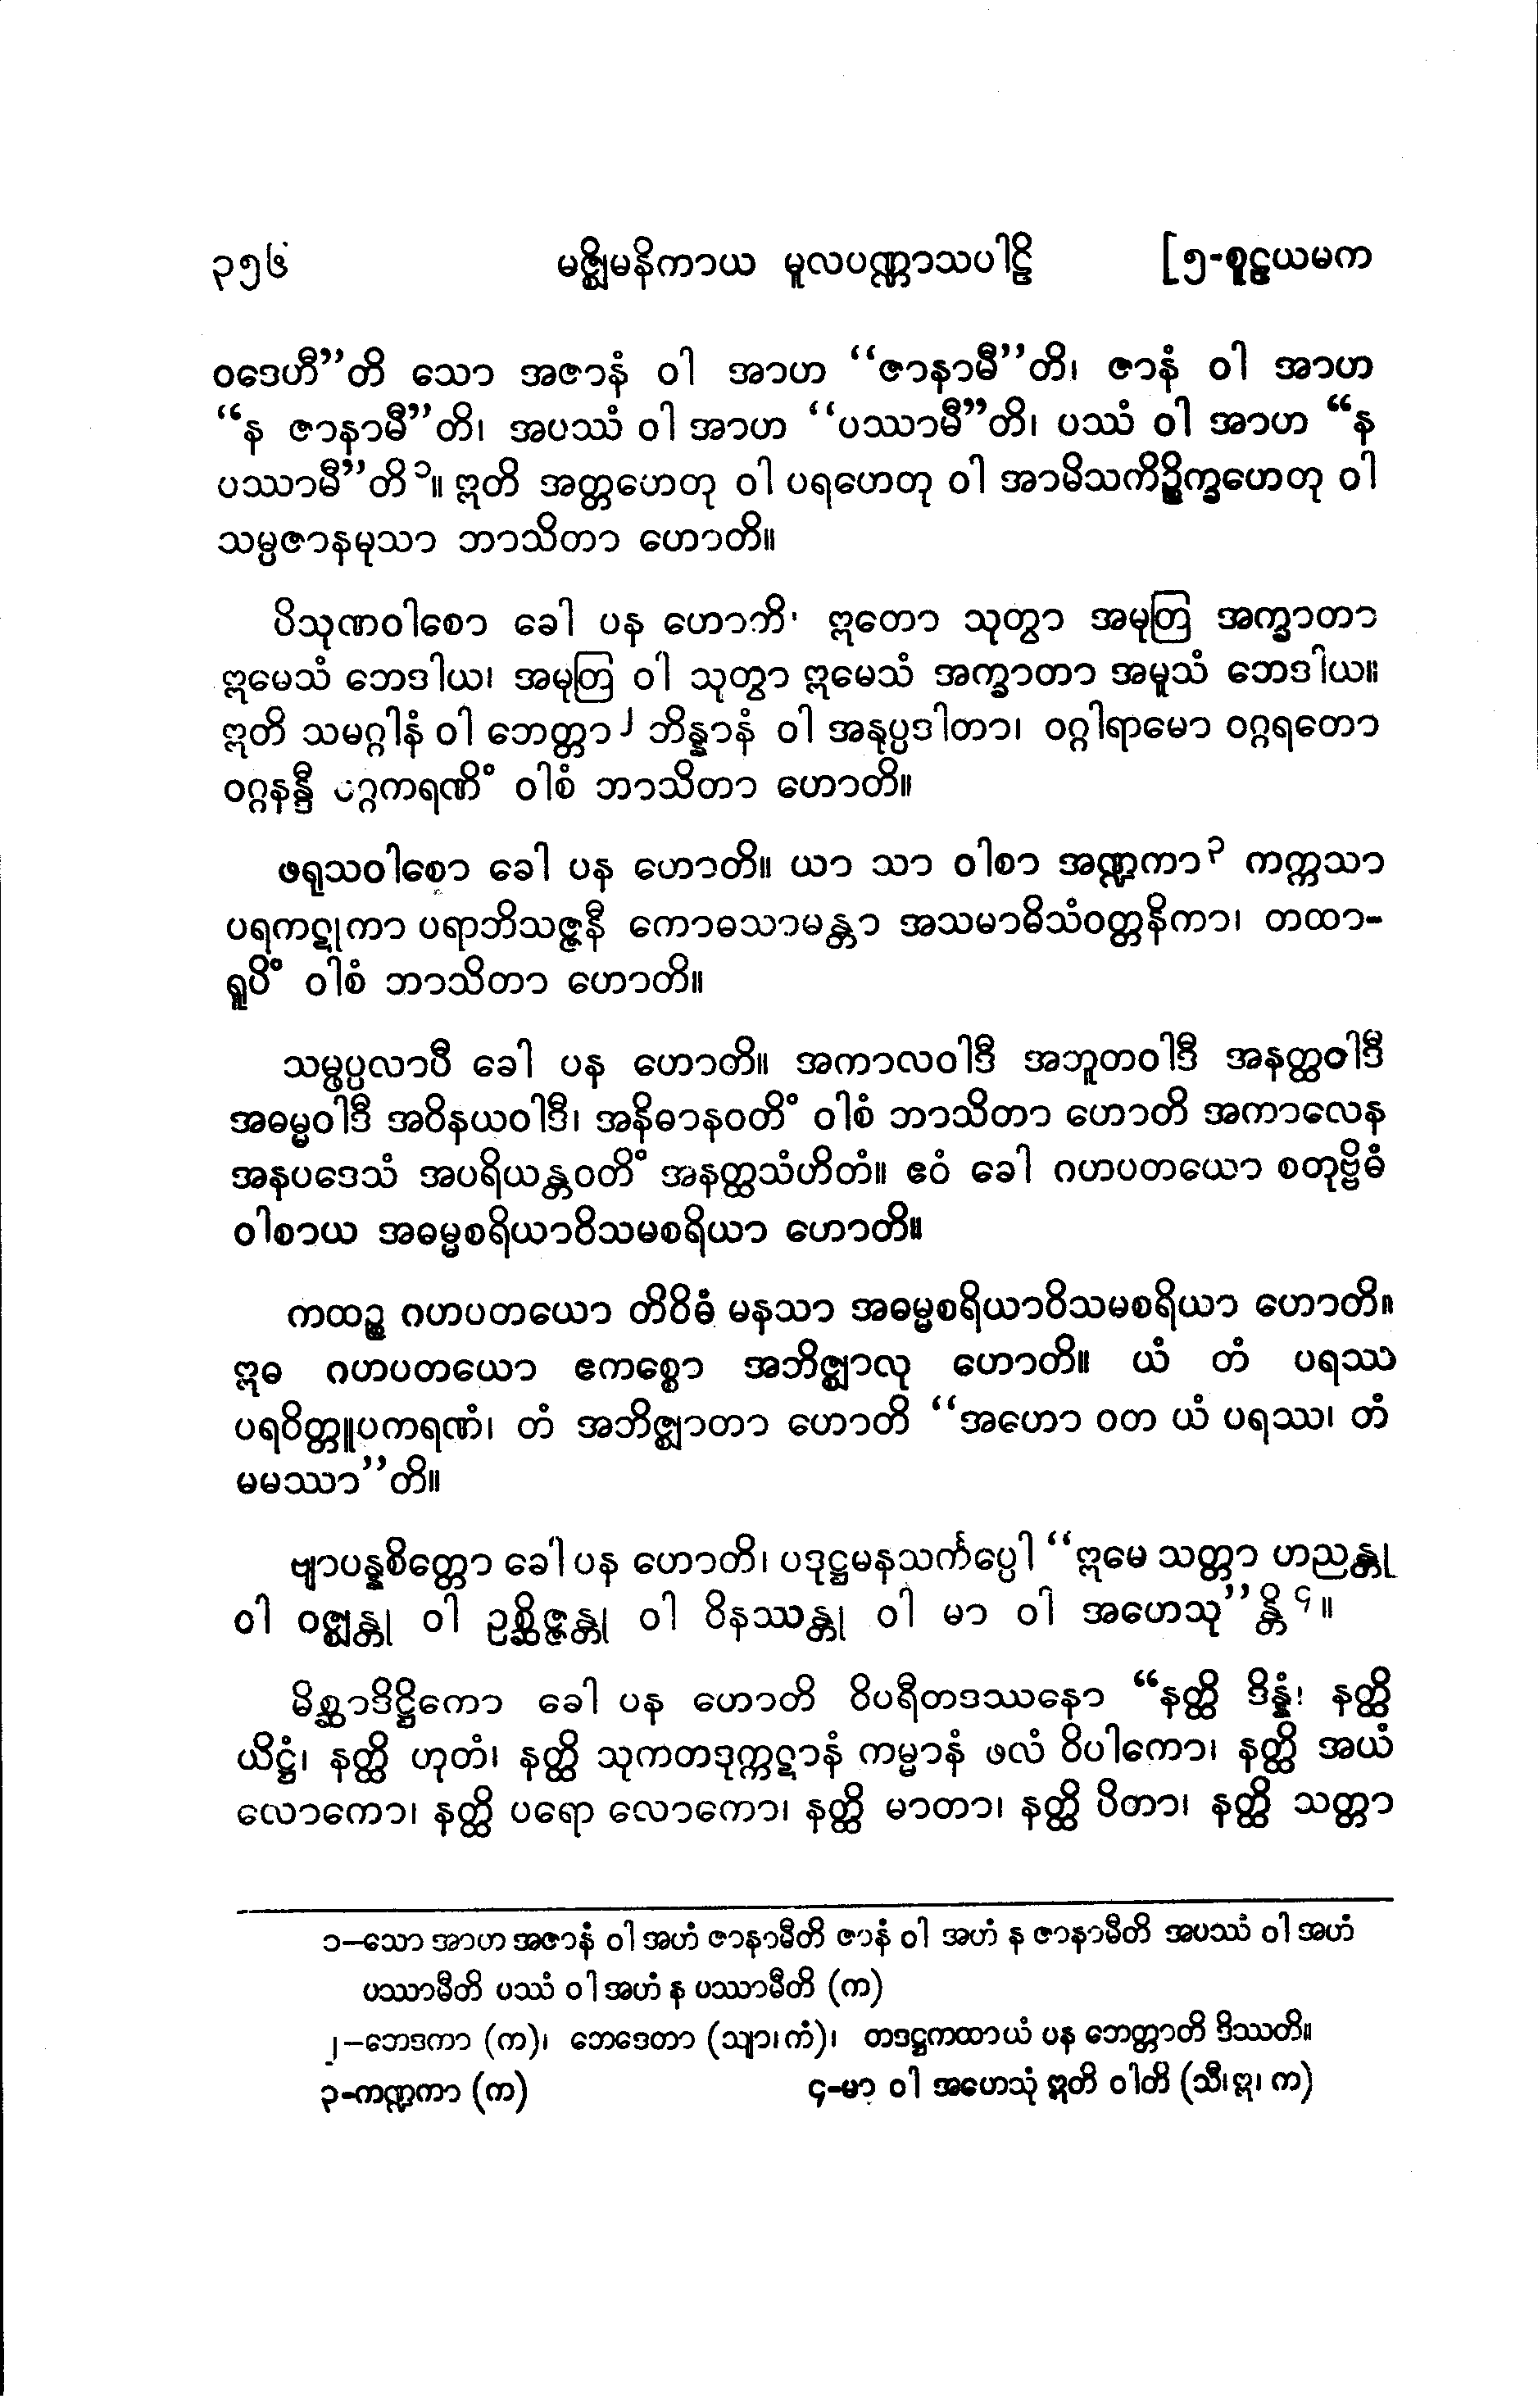 ၃၅၆ မဇ္ဈိမနိကာယ မူလပဏ္ဏာသပါဠိ [၅-စူဠယမက
ဝဒေဟီ”တိ သော အဇာနံ ဝါ အာဟ “ဇာနာမီ”တိ၊ ဇာနံ ဝါ အာဟ
“န ဇာနာမီ”တိ၊ အပဿံ ဝါ အာဟ “ပဿာမီ”တိ၊ ပဿံ ဝါ အာဟ “န
ပဿာမီ”တိ၁။ ဣတိ အတ္တဟေတု ဝါ ပရဟေတု ဝါ အာမိသကိဉ္စိက္ခဟေတု ဝါ
သမ္ပဇာနမုသာ ဘာသိတာ ဟောတိ။
ပိသုဏဝါစော ခေါ ပန ဟောတိ၊ ဣတော သုတွာ အမုတြ အက္ခာတာ
ဣမေသံ ဘေဒါယ၊ အမုတြ ဝါ သုတွာ ဣမေသံ အက္ခာတာ အမူသံ ဘေဒါယ။
ဣတိ သမဂ္ဂါနံ ဝါ ဘေတ္တာ၂ ဘိန္နာနံ ဝါ အနုပ္ပဒါတာ၊ ဝဂ္ဂါရာမော ဝဂ္ဂရတော
ဝဂ္ဂနန္ဒီ ဝဂ္ဂကရဏိံ ဝါစံ ဘာသိတာ ဟောတိ။
ဖရုသဝါစော ခေါ ပန ဟောတိ။ ယာ သာ ဝါစာ အဏ္ဍကာ၃ ကက္ကသာ
ပရကဋုကာ ပရာဘိသဇ္ဇနီ ကောဓသာမန္တာ အသမာဓိသံဝတ္တနိကာ၊ တထာ-
ရူပိံ ဝါစံ ဘာသိတာ ဟောတိ။
သမ္ဖပ္ပလာပီ ခေါ ပန ဟောတိ။ အကာလဝါဒီ အဘူတဝါဒီ အနတ္ထဝါဒီ
အဓမ္မဝါဒီ အဝိနယဝါဒီ၊ အနိဓာနဝတိံ ဝါစံ ဘာသိတာ ဟောတိ အကာလေန
အနပဒေသံ အပရိယန္တဝတိံ အနတ္ထသံဟိတံ။ ဧဝံ ခေါ ဂဟပတယော စတုဗ္ဗိဓံ
ဝါစာယ အဓမ္မစရိယာဝိသမစရိယာ ဟောတိ။
ကထဉ္စ ဂဟပတယော တိဝိဓံ မနသာ အဓမ္မစရိယာဝိသမစရိယာ ဟောတိ။
ဣဓ ဂဟပတယော ဧကစ္စော အဘိဇ္ဈာလု ဟောတိ။ ယံ တံ ပရဿ
ပရဝိတ္တူပကရဏံ၊ တံ အဘိဇ္ဈာတာ ဟောတိ “အဟော ဝတ ယံ ပရဿ၊ တံ
မမဿာ”တိ။
ဗျာပန္နစိတ္တော ခေါ ပန ဟောတိ၊ ပဒုဋ္ဌမနသင်္ကပ္ပေါ “ဣမေ သတ္တာ ဟညန္တု
ဝါ ဝဇ္ဈန္တု ဝါ ဥစ္ဆိဇ္ဇန္တု ဝါ ဝိနဿန္တု ဝါ မာ ဝါ အဟေသု”န္တိ၄။
မိစ္ဆာဒိဋ္ဌိကော ခေါ ပန ဟောတိ ဝိပရီတဒဿနော “နတ္ထိ ဒိန္နံ၊ နတ္ထိ
ယိဋ္ဌံ၊ နတ္ထိ ဟုတံ၊ နတ္ထိ သုကတဒုက္ကဋာနံ ကမ္မာနံ ဖလံ ဝိပါကော၊ နတ္ထိ အယံ
လောကော၊ နတ္ထိ ပရော လောကော၊ နတ္ထိ မာတာ၊ နတ္ထိ ပိတာ၊ နတ္ထိ သတ္တာ
၁–သော အာဟ အဇာနံ ဝါ အဟံ ဇာနာမီတိ ဇာနံ ဝါ အဟံ န ဇာနာမီတိ အပဿံ ဝါ အဟံ
ပဿာမီတိ ပဿံ ဝါ အဟံ န ပဿာမီတိ (က)
၂–ဘေဒကာ (က)၊ ဘေဒေတာ (သျာ၊ကံ)၊ တဒဋ္ဌကထာယံ ပန ဘေတ္တာတိ ဒိဿတိ။
၃-ကဏ္ဍကာ (က) ၄-မာ ဝါ အဟေသုံ ဣတိ ဝါတိ (သီ၊ဣ၊ က)